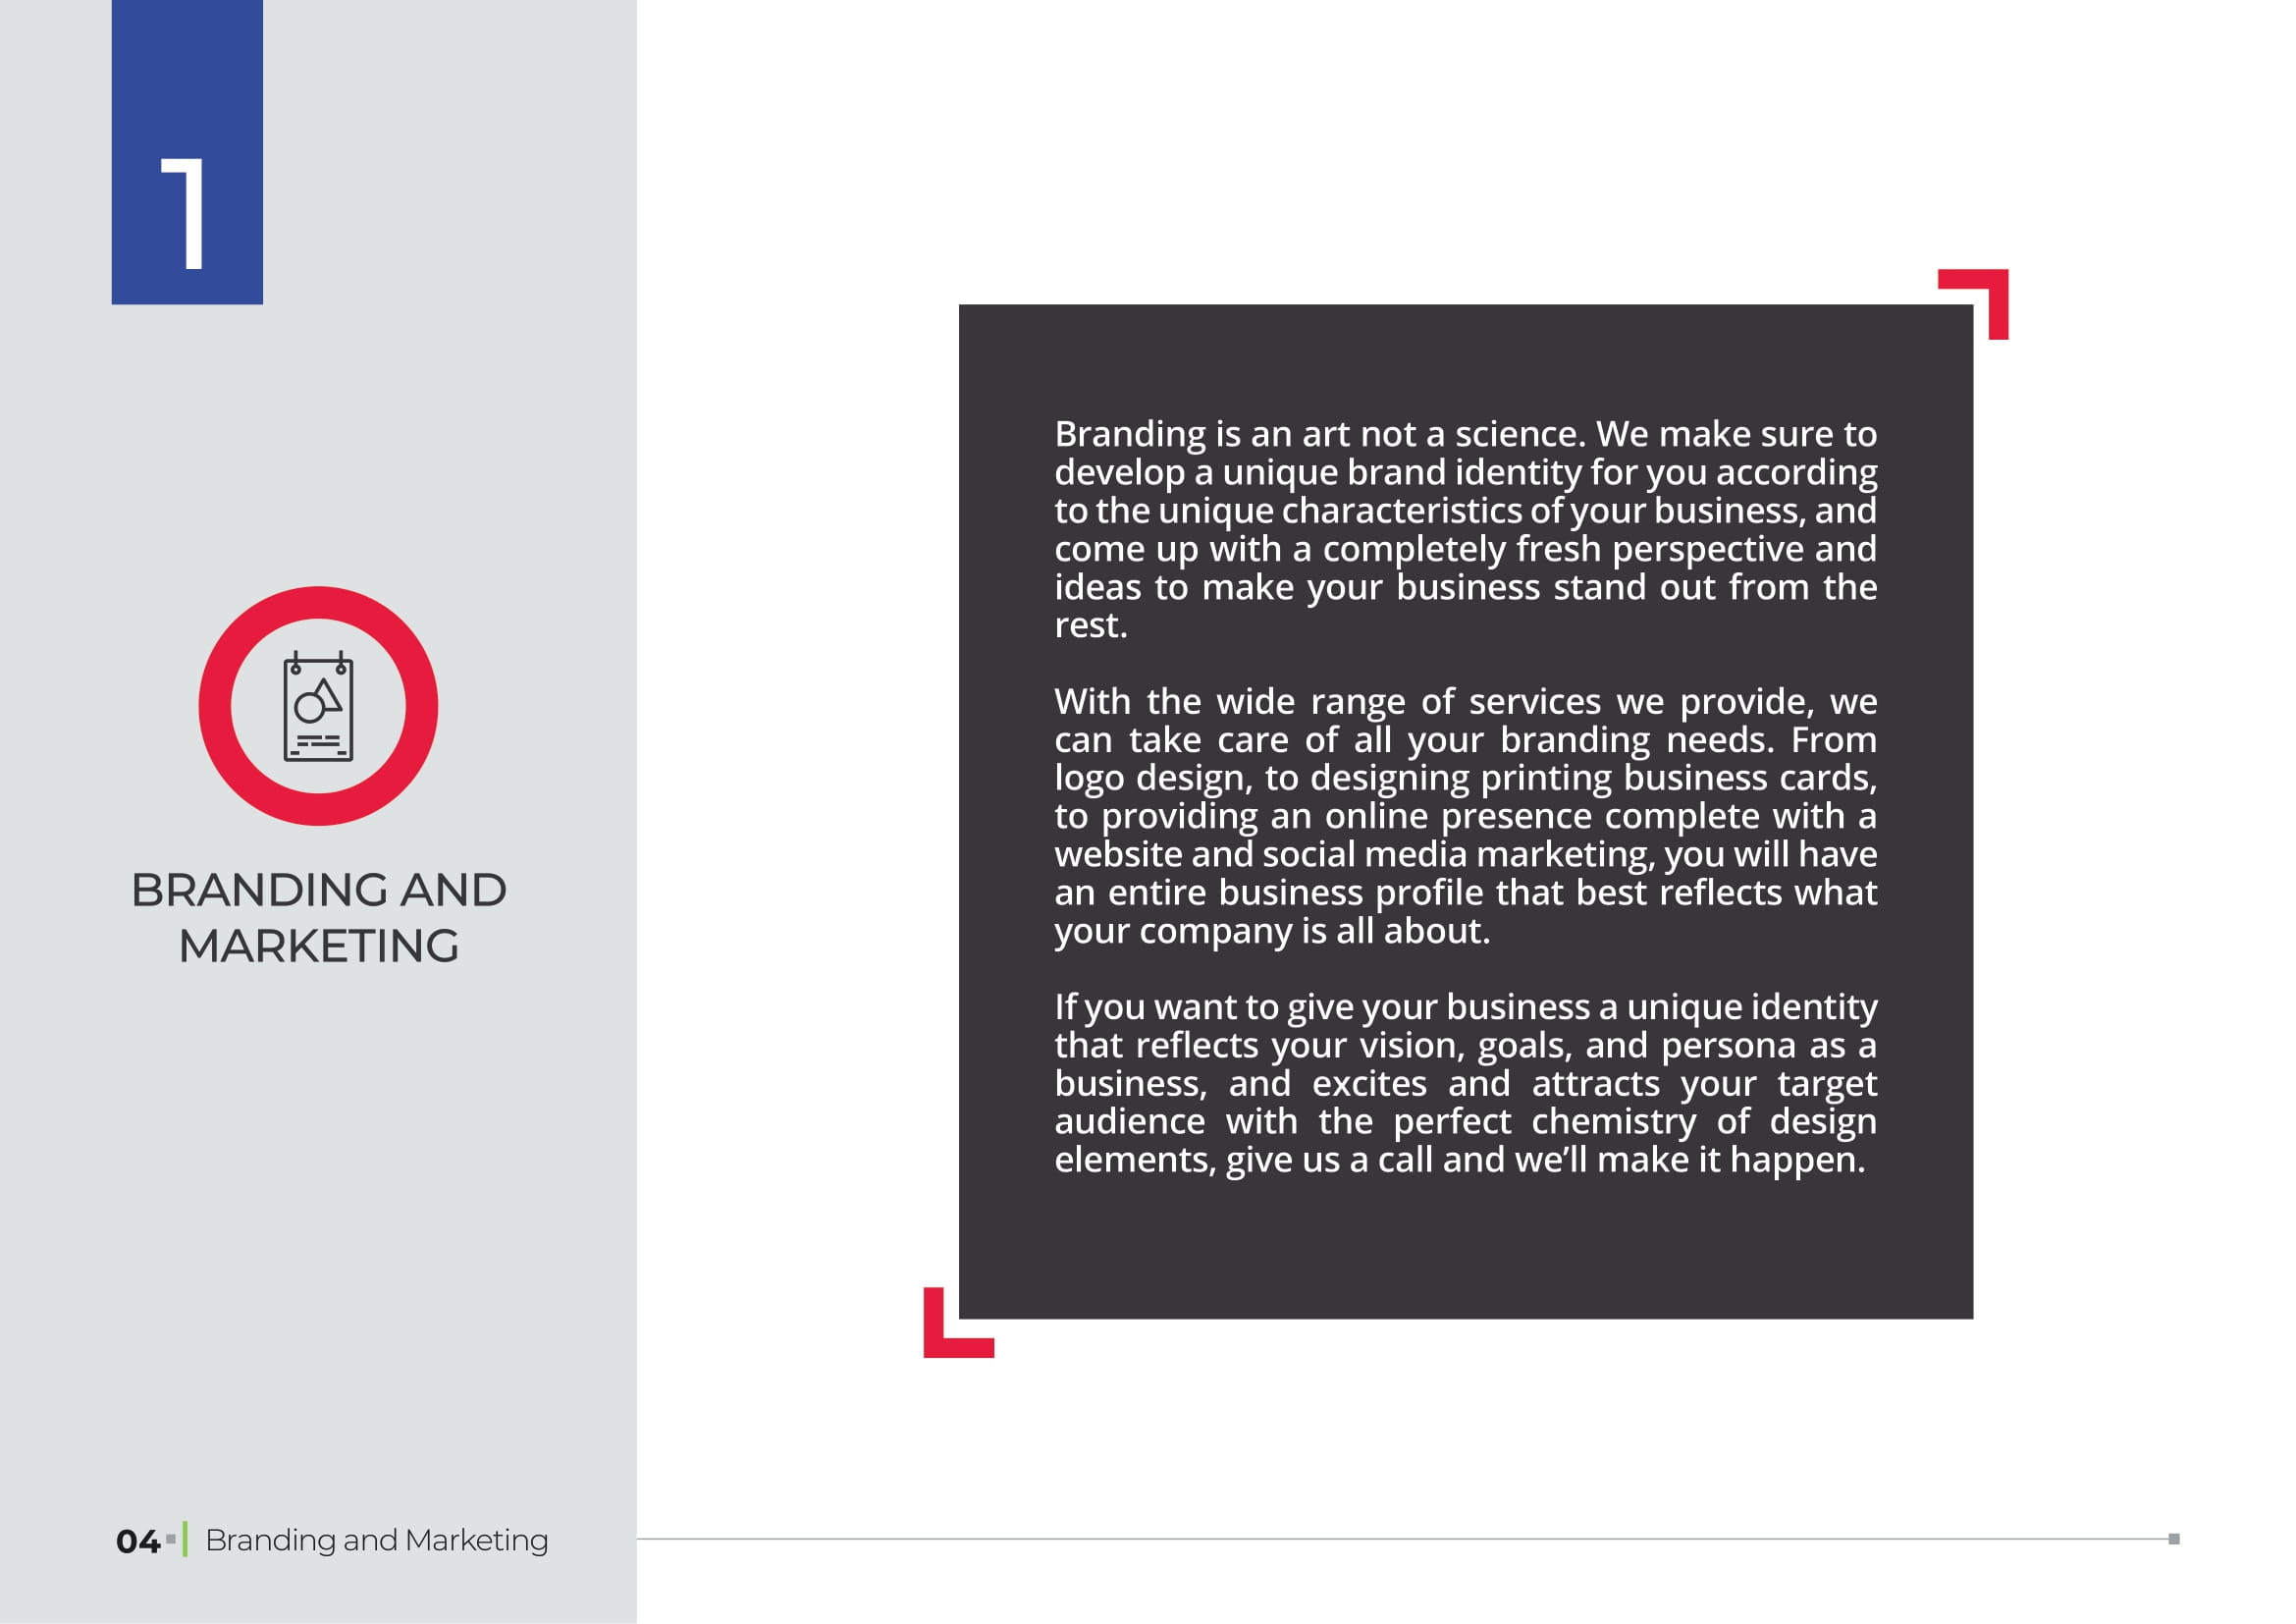 1
BRANDING AND
MARKETING
Branding is an art not a science. We make sure to
develop a unique brand identity for you according
to the unique characteristics of your business, and
come up with a completely fresh perspective and
ideas to make your business stand out from the
rest.
With the wide range of services we provide, we
can take care of all your branding needs. From
logo design, to designing printing business cards,
to providing an online presence complete with a
website and social media marketing, you will have
an entire business profile that best reflects what
your company is all about.
If you want to give your business a unique identity
that reflects your vision, goals, and persona as a
business, and excites and attracts your target
audience with the perfect chemistry of design
elements, give us a call and we’ll make it happen.
04 Branding and Marketing